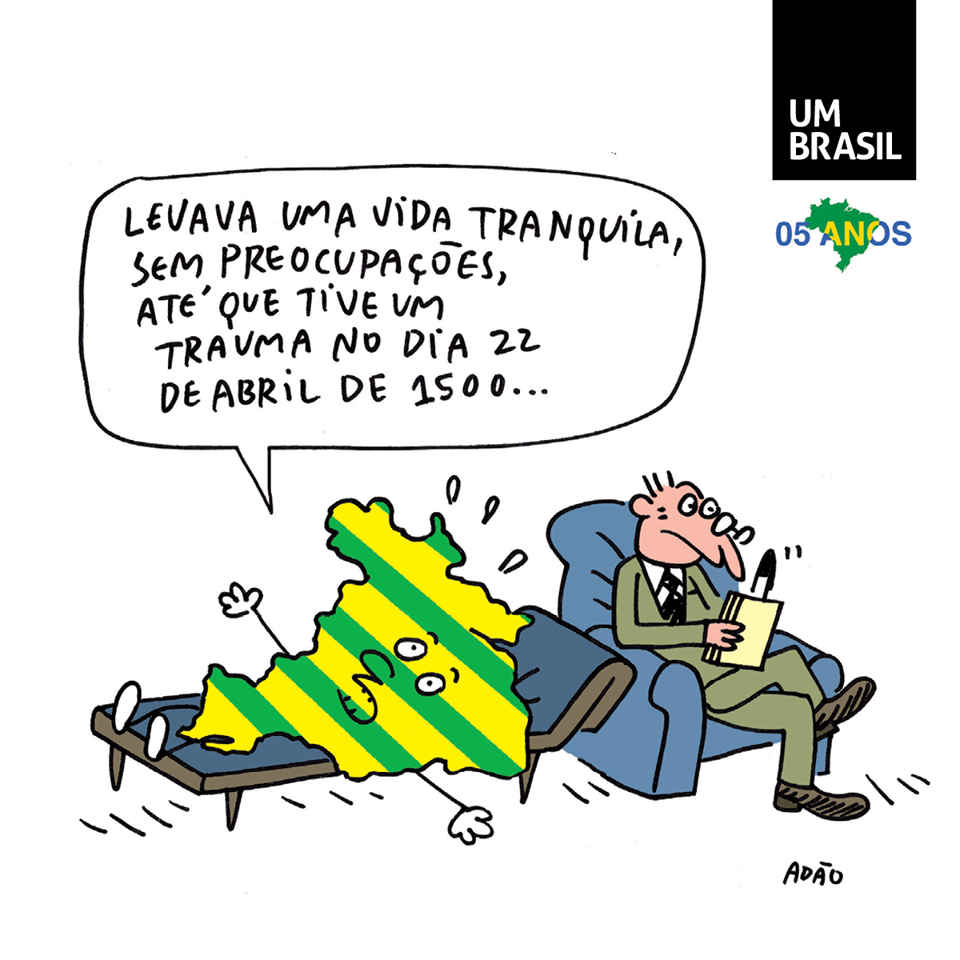 UM
BRASIL
05 ANOS
LEVAVA UMA VIDA TRANQUILA,
SEM PREOCUPAÇÕES,
ATÉ QUE TIVE UM
TRAUMA NO DIA 22
DE ABRIL DE 1500...
ADÃO